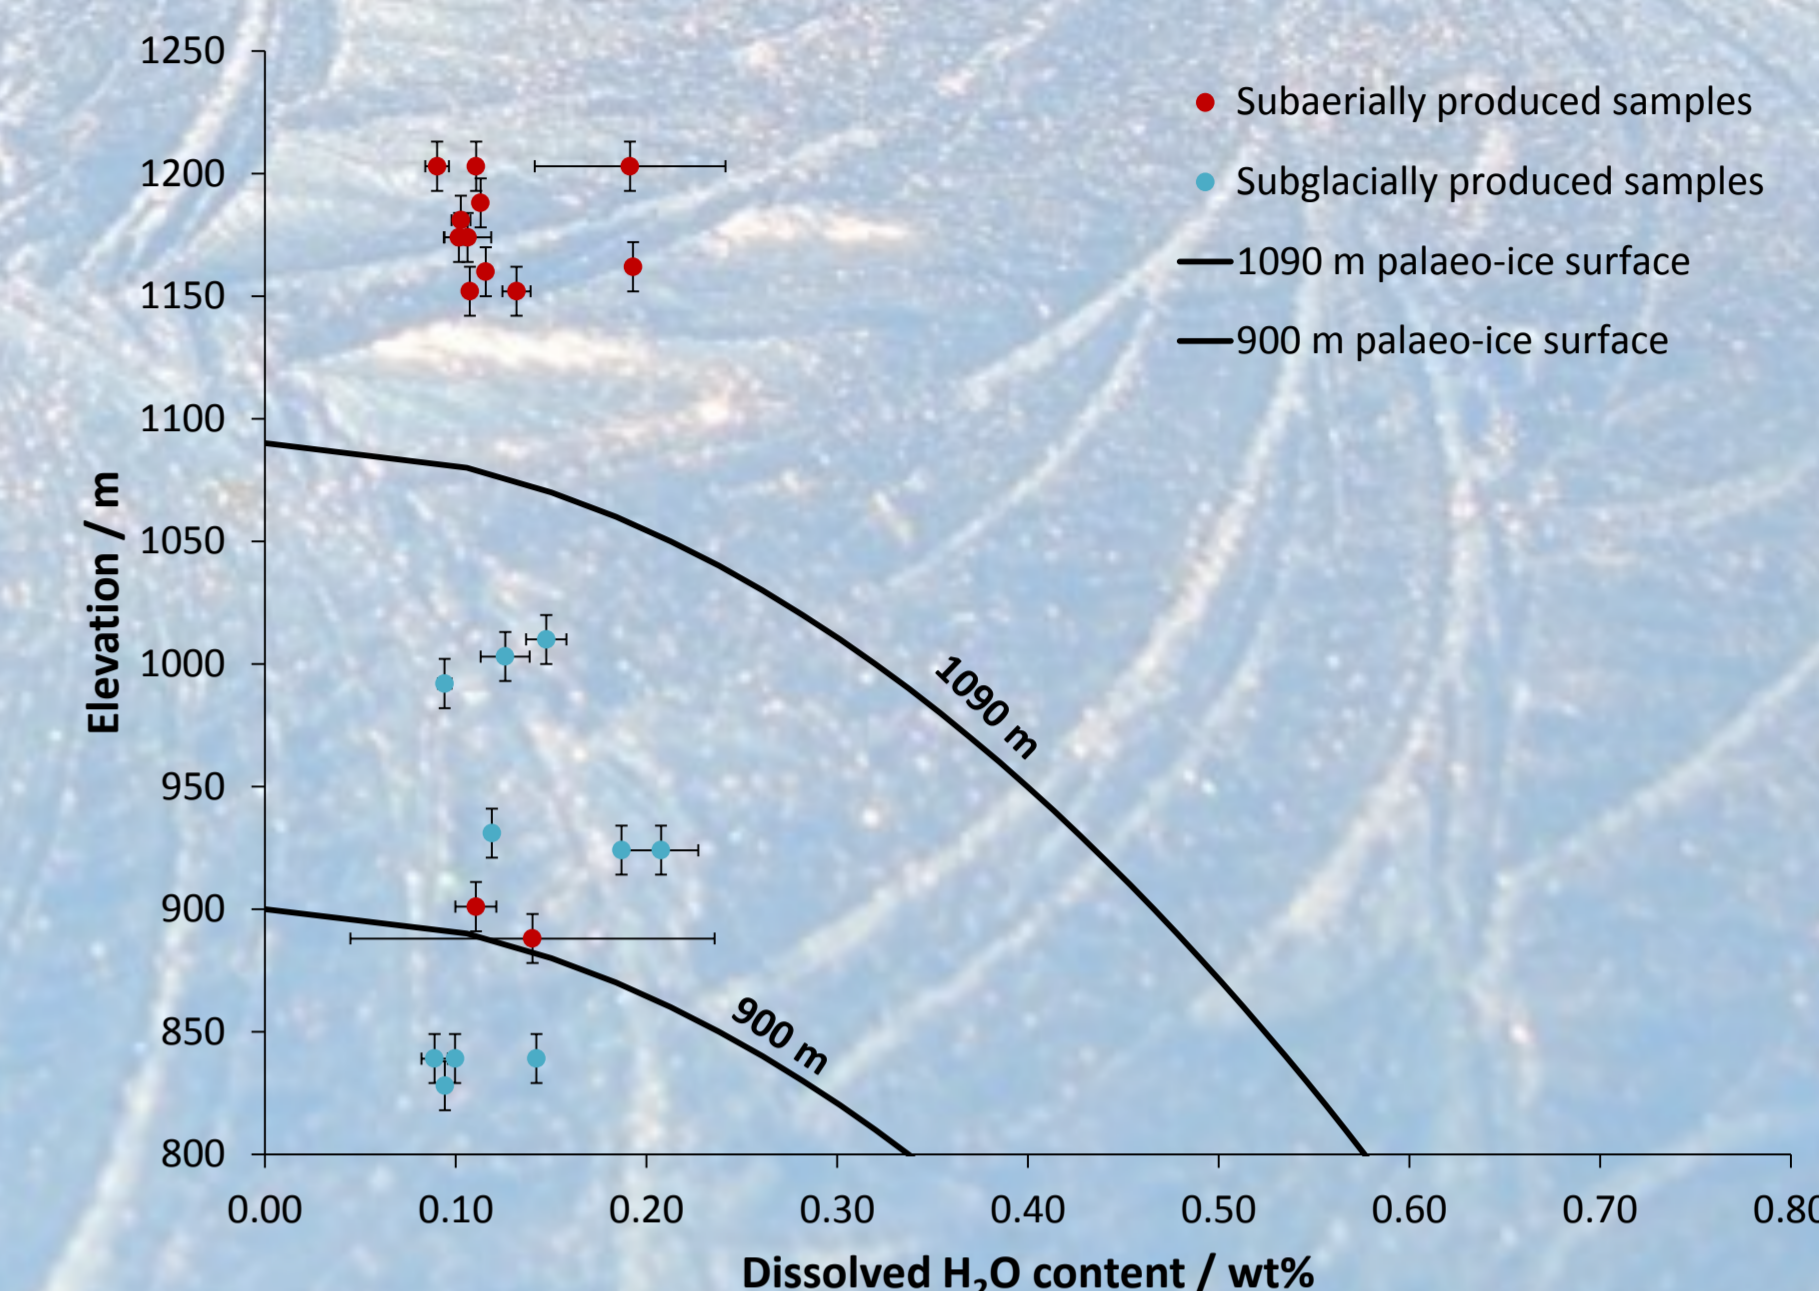 1250
1200
1150
1100
1050
1000
950
900
850
800
Elevation / m
Subaerially produced samples
Subglacially produced samples
1090 m palaeo-ice surface
900 m palaeo-ice surface
1090 m
900 m
0.00 0.10 0.20 0.30 0.40 0.50 0.60 0.70 0.80
Dissolved H₂O content / wt%